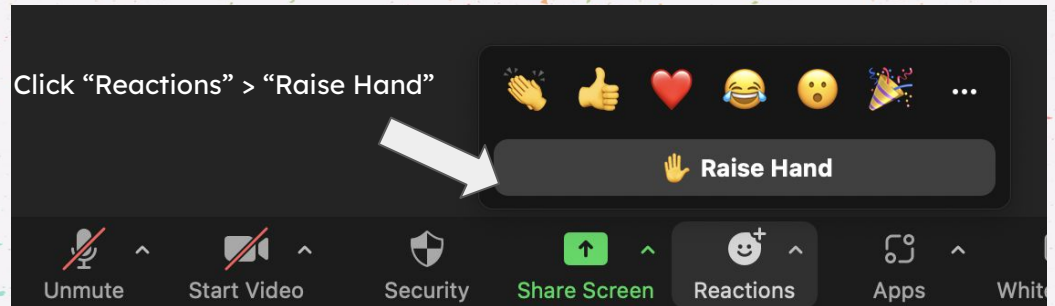 Click “Reactions” > “Raise Hand”
Raise Hand
Unmute Start Video Security Share Screen Reactions Apps